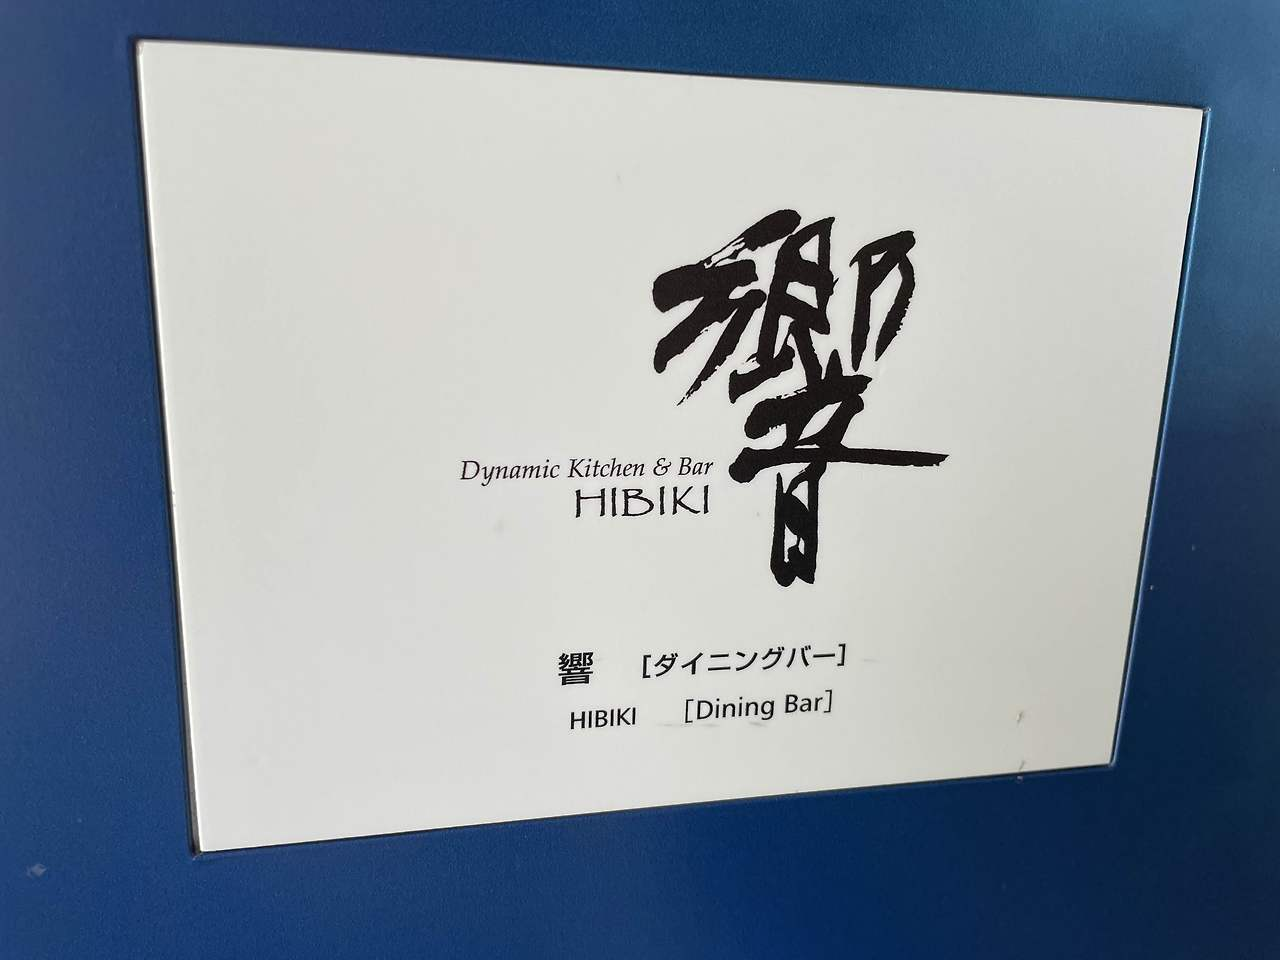 響
Dynamic Kitchen & Bar
HIBIKI
響 [ダイニングバー]
HIBIKI [Dining Bar]